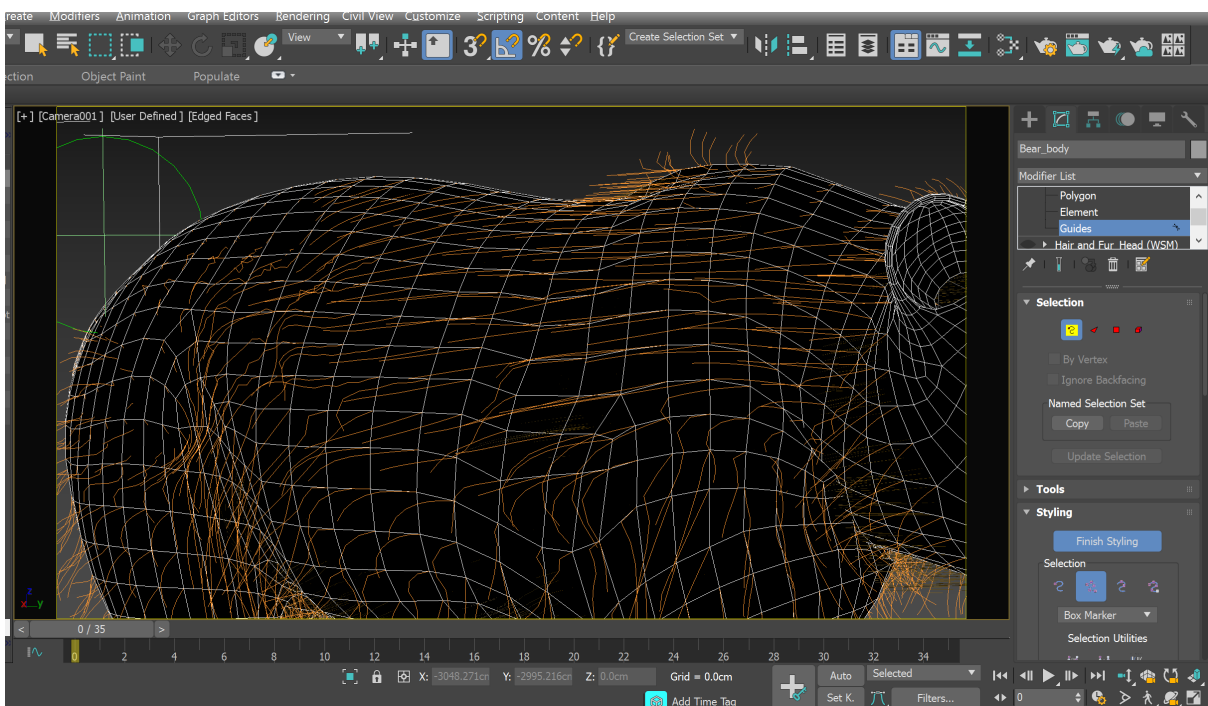 reate Modifiers Animation Graph Editors Rendering Civil View Customize Scripting Content Help
View
Create Selection Set
ction Object Paint Populate
[+] [Camera001] [User Defined] [Edged Faces]
Bear_body
Modifier List
Polygon
Element
Guides
Hair and Fur Head (WSM)
Selection
By Vertex
Ignore Backfacing
Named Selection Set
Copy Paste
Update Selection
Tools
Styling
Finish Styling
Selection
Box Marker
Selection Utilities
z
x y
< 0 / 35 >
0 2 4 6 8 10 12 14 16 18 20 22 24 26 28 30 32 34
X: -3048.271cm Y: -2995.216cm Z: 0.0cm Grid = 0.0cm Auto Selected
Add Time Tag Set K. Filters... 0